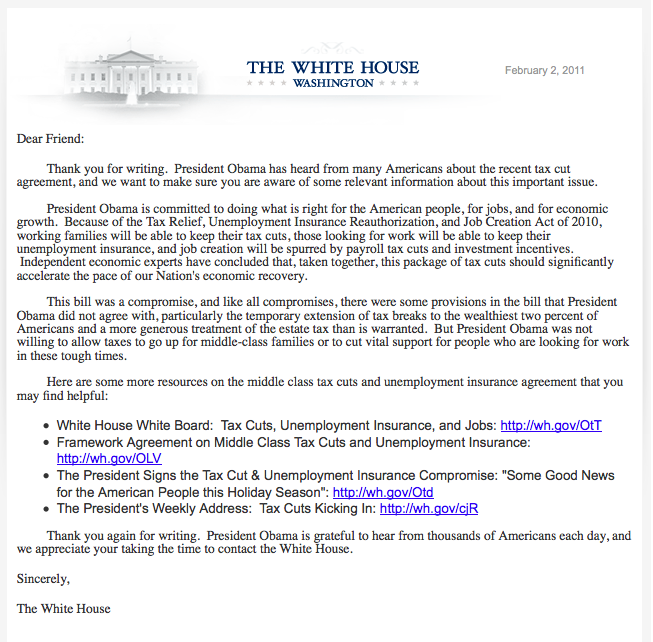 THE WHITE HOUSE
WASHINGTON
February 2, 2011
Dear Friend:
Thank you for writing.  President Obama has heard from many Americans about the recent tax cut
agreement, and we want to make sure you are aware of some relevant information about this important issue.
President Obama is committed to doing what is right for the American people, for jobs, and for economic
growth.  Because of the Tax Relief, Unemployment Insurance Reauthorization, and Job Creation Act of 2010,
working families will be able to keep their tax cuts, those looking for work will be able to keep their
unemployment insurance, and job creation will be spurred by payroll tax cuts and investment incentives.
Independent economic experts have concluded that, taken together, this package of tax cuts should significantly
accelerate the pace of our Nation's economic recovery.
This bill was a compromise, and like all compromises, there were some provisions in the bill that President
Obama did not agree with, particularly the temporary extension of tax breaks to the wealthiest two percent of
Americans and a more generous treatment of the estate tax than is warranted.  But President Obama was not
willing to allow taxes to go up for middle-class families or to cut vital support for people who are looking for work
in these tough times.
Here are some more resources on the middle class tax cuts and unemployment insurance agreement that you
may find helpful:
• White House White Board:  Tax Cuts, Unemployment Insurance, and Jobs: http://wh.gov/OtT
• Framework Agreement on Middle Class Tax Cuts and Unemployment Insurance:
http://wh.gov/OLV
• The President Signs the Tax Cut & Unemployment Insurance Compromise: "Some Good News
for the American People this Holiday Season": http://wh.gov/Otd
• The President's Weekly Address:  Tax Cuts Kicking In: http://wh.gov/cjR
Thank you again for writing.  President Obama is grateful to hear from thousands of Americans each day, and
we appreciate your taking the time to contact the White House.
Sincerely,
The White House